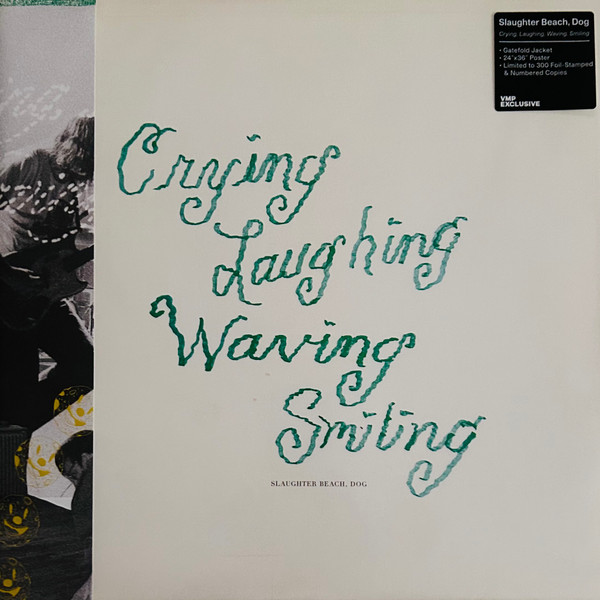 Slaughter Beach, Dog
Crying, Laughing, Waving, Smiling
• Gatefold Jacket
• 24"x36" Poster
• Limited to 300 Foil-Stamped
& Numbered Copies
VMP
EXCLUSIVE
Crying
Laughing
Waving
Smiling
SLAUGHTER BEACH, DOG